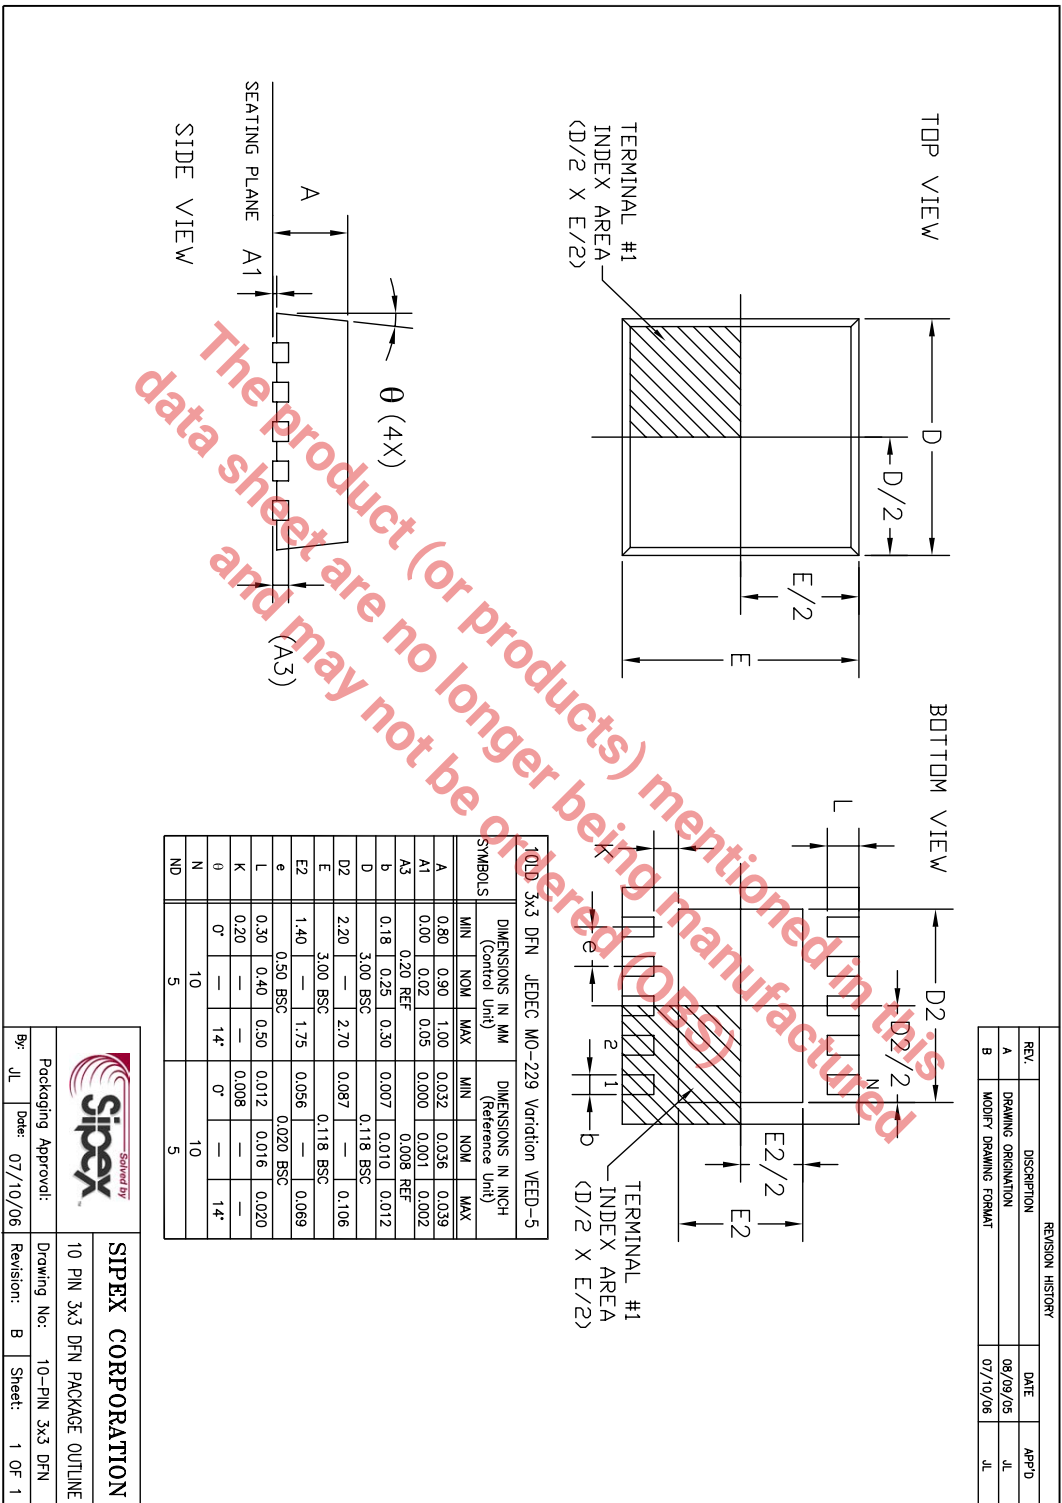 REVISION HISTORY
REV. DISCRIPTION DATE APP'D
A DRAWING ORIGINATION 08/09/05 JL
B MODIFY DRAWING FORMAT 07/10/06 JL
TOP VIEW
D
D/2
E/2
E
TERMINAL #1
INDEX AREA
(D/2 X E/2)
BOTTOM VIEW
D2
D2/2
L
K
e
N
2
1
b
E2/2
E2
TERMINAL #1
INDEX AREA
(D/2 X E/2)
A
SEATING PLANE A1
θ (4X)
(A3)
SIDE VIEW
10LD 3x3 DFN JEDEC MO-229 Variation VEED-5
SYMBOLS DIMENSIONS IN MM DIMENSIONS IN INCH
(Control Unit) (Reference Unit)
MIN NOM MAX MIN NOM MAX
A 0.80 0.90 1.00 0.032 0.036 0.039
A1 0.00 0.02 0.05 0.000 0.001 0.002
A3 0.20 REF 0.008 REF
b 0.18 0.25 0.30 0.007 0.010 0.012
D 3.00 BSC 0.118 BSC
D2 2.20 — 2.70 0.087 — 0.106
E 3.00 BSC 0.118 BSC
E2 1.40 — 1.75 0.056 — 0.069
e 0.50 BSC 0.020 BSC
L 0.30 0.40 0.50 0.012 0.016 0.020
K 0.20 — — 0.008 — —
θ 0° — 14° 0° — 14°
N 10 10
ND 5 5
The product (or products) mentioned in this
data sheet are no longer being manufactured
and may not be ordered (OBS)
Solved by
Sipex™
SIPEX CORPORATION
10 PIN 3x3 DFN PACKAGE OUTLINE
Packaging Approval:
Drawing No: 10-PIN 3x3 DFN
By: JL Date: 07/10/06 Revision: B Sheet: 1 OF 1